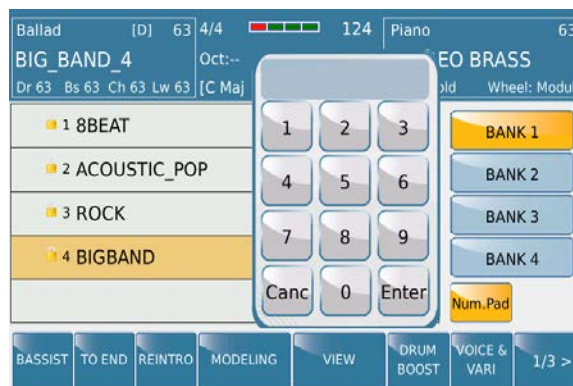 Ballad [D] 63 4/4 124 Piano 63
BIG_BAND_4 Oct:-- EO BRASS
Dr 63 Bs 63 Ch 63 Lw 63 [C Maj old Wheel: Modul
1 8BEAT
2 ACOUSTIC_POP
3 ROCK
4 BIGBAND
1 2 3
4 5 6
7 8 9
Canc 0 Enter
BANK 1
BANK 2
BANK 3
BANK 4
Num.Pad
BASSIST TO END REINTRO MODELING VIEW DRUM BOOST VOICE & VARI 1/3 >